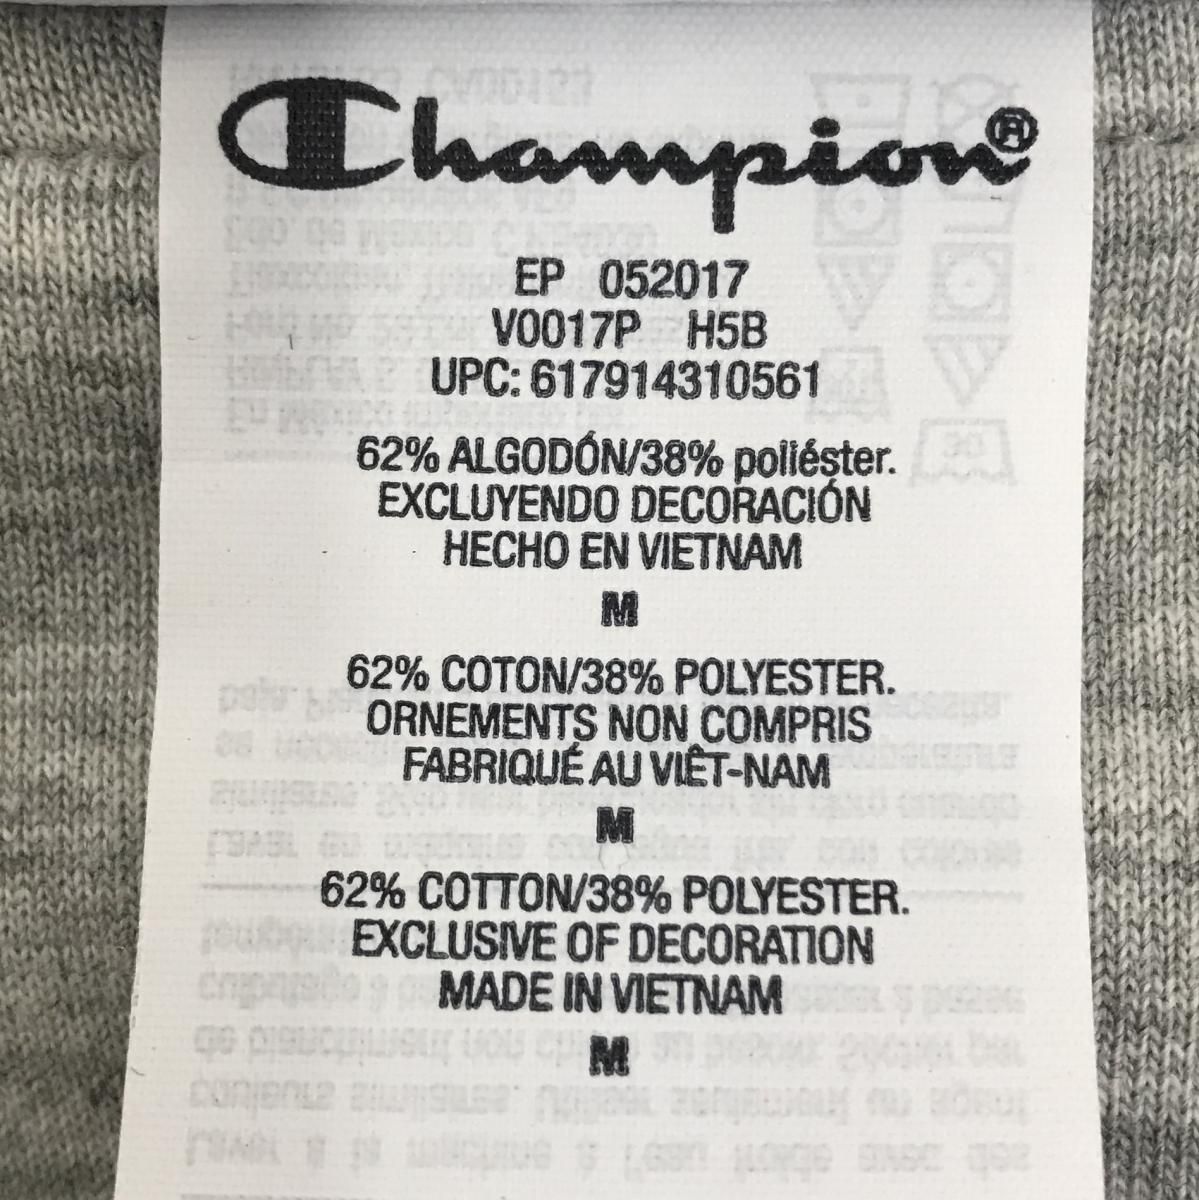 Champion®
EP 052017
V0017P H5B
UPC: 617914310561
62% ALGODÓN/38% poliéster.
EXCLUYENDO DECORACIÓN
HECHO EN VIETNAM
M
62% COTON/38% POLYESTER.
ORNEMENTS NON COMPRIS
FABRIQUÉ AU VIÊT-NAM
M
62% COTTON/38% POLYESTER.
EXCLUSIVE OF DECORATION
MADE IN VIETNAM
M